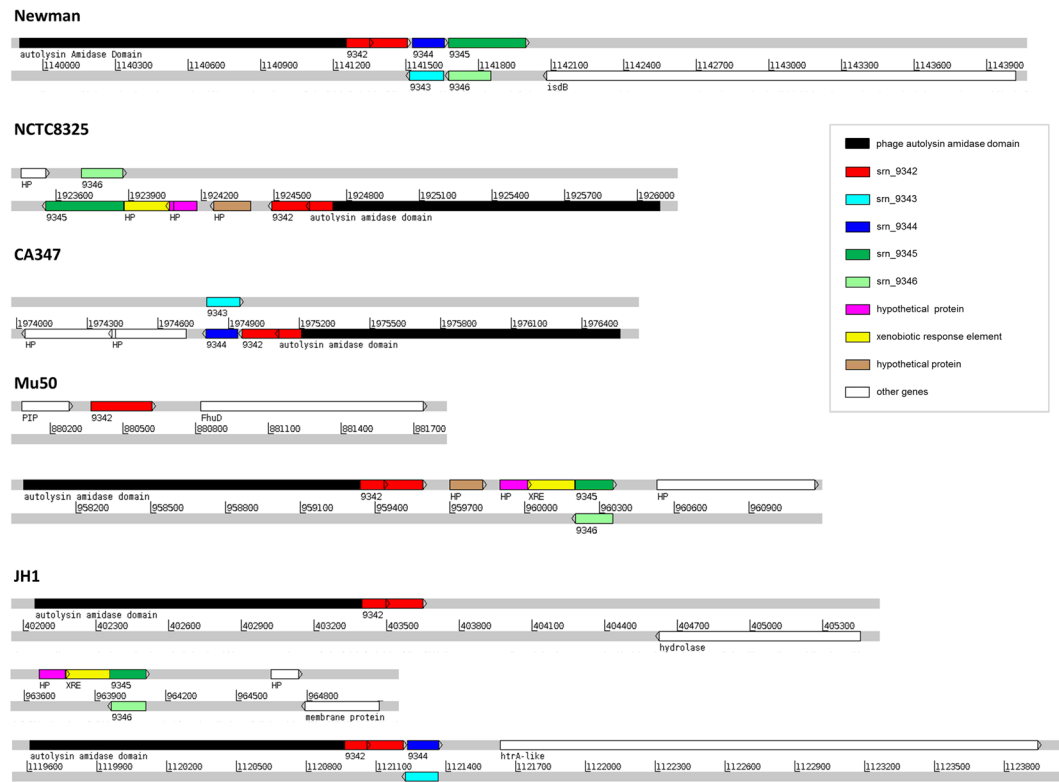 Newman
autolysin Amidase Domain 9342 9344 9345
1140000 1140300 1140600 1140900 1141200 1141500 1141800 1142100 1142400 1142700 1143000 1143300 1143600 1143900
9343 9346 isdB
NCTC8325
HP 9346
1923600 1923900 1924200 1924500 1924800 1925100 1925400 1925700 1926000
9345 HP HP HP 9342 autolysin amidase domain
CA347
9343
1974000 1974300 1974600 1974900 1975200 1975500 1975800 1976100 1976400
HP HP 9344 9342 autolysin amidase domain
Mu50
PIP 9342 FhuD
880200 880500 880800 881100 881400 881700
autolysin amidase domain 9342 HP HP XRE 9345 HP
958200 958500 958800 959100 959400 959700 960000 960300 960600 960900
9346
JH1
autolysin amidase domain 9342
402000 402300 402600 402900 403200 403500 403800 404100 404400 404700 405000 405300
hydrolase
HP XRE 9345 HP
963600 963900 964200 964500 964800
9346 membrane protein
autolysin amidase domain 9342 9344 htrA-like
1119600 1119900 1120200 1120500 1120800 1121100 1121400 1121700 1122000 1122300 1122600 1122900 1123200 1123500 1123800
phage autolysin amidase domain
srn_9342
srn_9343
srn_9344
srn_9345
srn_9346
hypothetical protein
xenobiotic response element
hypothetical protein
other genes